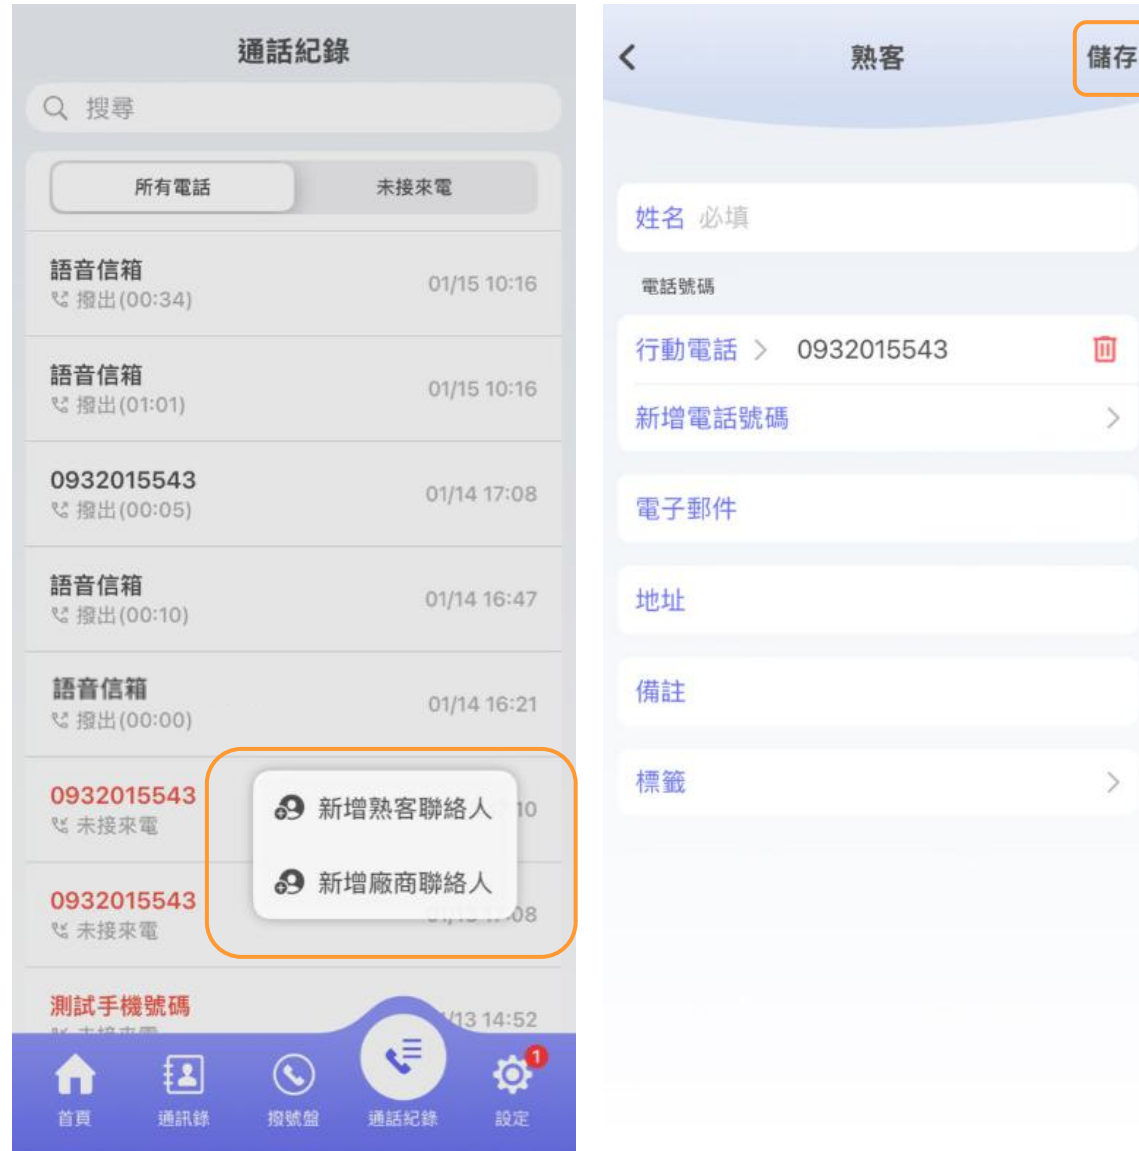 通話紀錄
搜尋
所有電話 未接來電
語音信箱 01/15 10:16
撥出(00:34)
語音信箱 01/15 10:16
撥出(01:01)
0932015543 01/14 17:08
撥出(00:05)
語音信箱 01/14 16:47
撥出(00:10)
語音信箱 01/14 16:21
撥出(00:00)
0932015543
未接來電
新增熟客聯絡人
10
新增廠商聯絡人
0932015543
未接來電
08
測試手機號碼
13 14:52
首頁 通訊錄 撥號盤 通話紀錄 設定
1
熟客 儲存
姓名 必填
電話號碼
行動電話 0932015543
新增電話號碼
電子郵件
地址
備註
標籤